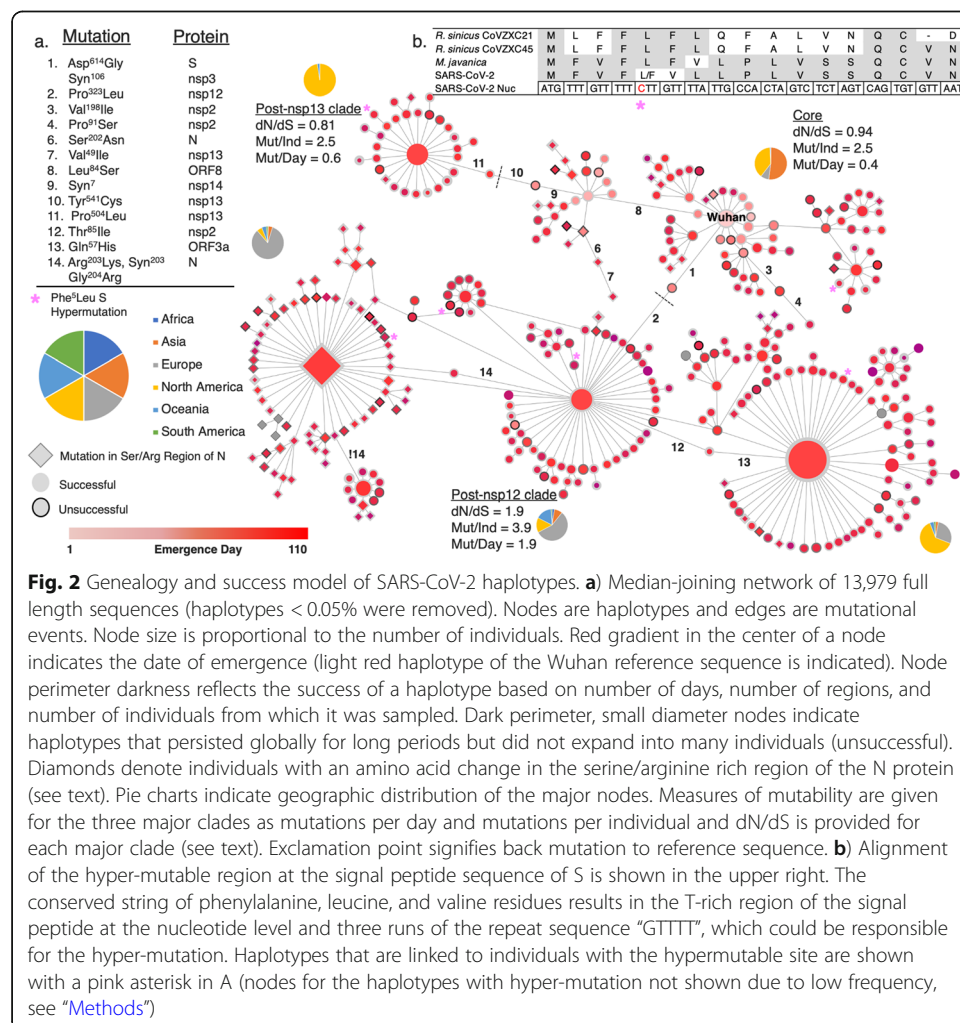 a. Mutation Protein
1. Asp614Gly S
Syn106 nsp3
2. Pro323Leu nsp12
3. Val198Ile nsp2
4. Pro91Ser nsp2
6. Ser202Asn N
7. Val49Ile nsp13
8. Leu84Ser ORF8
9. Syn7 nsp14
10. Tyr541Cys nsp13
11. Pro504Leu nsp13
12. Thr85Ile nsp2
13. Gln57His ORF3a
14. Arg203Lys, Syn203 N
Gly204Arg
* Phe5Leu S
Hypermutation
Africa
Asia
Europe
North America
Oceania
South America
Mutation in Ser/Arg Region of N
Successful
Unsuccessful
1 Emergence Day 110
b.
R. sinicus CoVZXC21 M L F F L F L Q F A L V N Q C - D
R. sinicus CoVZXC45 M L F F L F L Q F A L V N Q C V N
M. javanica M F V F L F V L P L V S S Q C V N
SARS-CoV-2 M F V F L/F V L L P L V S S Q C V N
SARS-CoV-2 Nuc ATG TTT GTT TTT CTT GTT TTA TTG CCA CTA GTC TCT AGT CAG TGT GTT AAT
*
Post-nsp13 clade
dN/dS = 0.81
Mut/Ind = 2.5
Mut/Day = 0.6
Core
dN/dS = 0.94
Mut/Ind = 2.5
Mut/Day = 0.4
Wuhan
11
10
9
8
6
7
1
2
3
4
14
!14
12
13
Post-nsp12 clade
dN/dS = 1.9
Mut/Ind = 3.9
Mut/Day = 1.9
Fig. 2 Genealogy and success model of SARS-CoV-2 haplotypes. a) Median-joining network of 13,979 full
length sequences (haplotypes < 0.05% were removed). Nodes are haplotypes and edges are mutational
events. Node size is proportional to the number of individuals. Red gradient in the center of a node
indicates the date of emergence (light red haplotype of the Wuhan reference sequence is indicated). Node
perimeter darkness reflects the success of a haplotype based on number of days, number of regions, and
number of individuals from which it was sampled. Dark perimeter, small diameter nodes indicate
haplotypes that persisted globally for long periods but did not expand into many individuals (unsuccessful).
Diamonds denote individuals with an amino acid change in the serine/arginine rich region of the N protein
(see text). Pie charts indicate geographic distribution of the major nodes. Measures of mutability are given
for the three major clades as mutations per day and mutations per individual and dN/dS is provided for
each major clade (see text). Exclamation point signifies back mutation to reference sequence. b) Alignment
of the hyper-mutable region at the signal peptide sequence of S is shown in the upper right. The
conserved string of phenylalanine, leucine, and valine residues results in the T-rich region of the signal
peptide at the nucleotide level and three runs of the repeat sequence “GTTTT”, which could be responsible
for the hyper-mutation. Haplotypes that are linked to individuals with the hypermutable site are shown
with a pink asterisk in A (nodes for the haplotypes with hyper-mutation not shown due to low frequency,
see “Methods”)